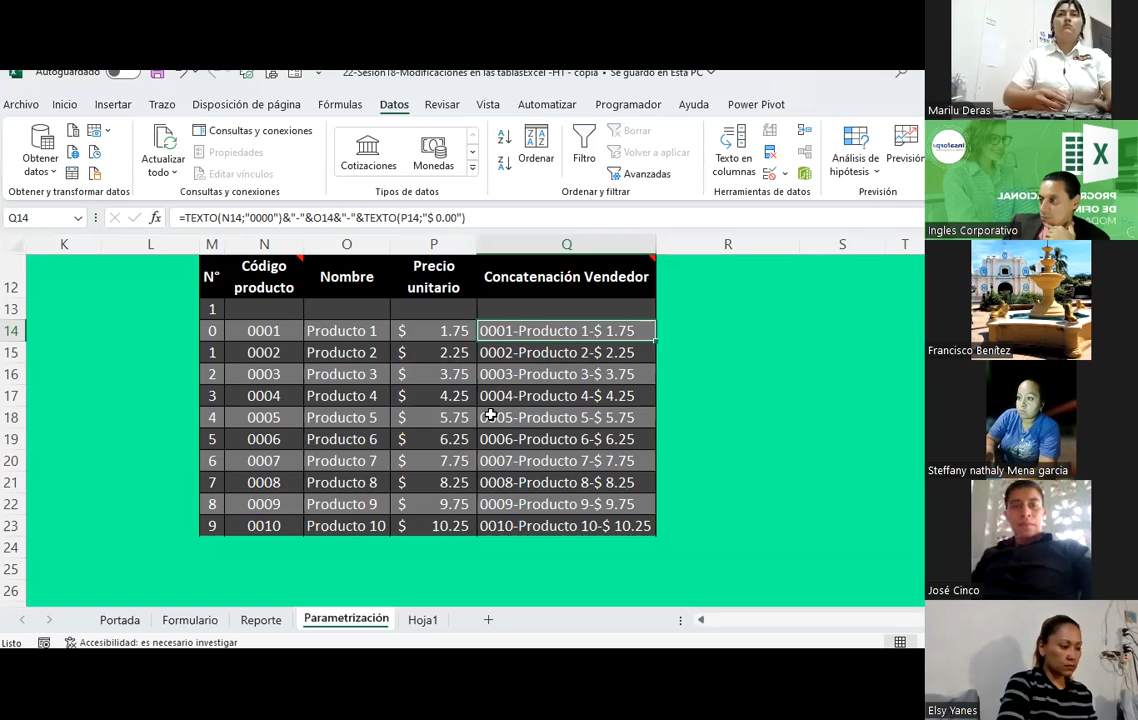 Autoguardado
22-Sesión18-Modificaciones en las tablasExcel -HT - copia • Se guardó en Esta PC
Archivo Inicio Insertar Trazo Disposición de página Fórmulas Datos Revisar Vista Automatizar Programador Ayuda Power Pivot
Obtener datos
Actualizar todo
Consultas y conexiones
Propiedades
Editar vínculos
Cotizaciones
Monedas
Ordenar
Filtro
Borrar
Volver a aplicar
Avanzadas
Texto en columnas
Análisis de hipótesis
Previsión
Obtener y transformar datos
Consultas y conexiones
Tipos de datos
Ordenar y filtrar
Herramientas de datos
Previsión
Q14 fx =TEXTO(N14;"0000")&"-"&O14&"-"&TEXTO(P14;"$ 0.00")
K L M N O P Q R S T
12 N° Código producto Nombre Precio unitario Concatenación Vendedor
13 1
14 0 0001 Producto 1 $ 1.75 0001-Producto 1-$ 1.75
15 1 0002 Producto 2 $ 2.25 0002-Producto 2-$ 2.25
16 2 0003 Producto 3 $ 3.75 0003-Producto 3-$ 3.75
17 3 0004 Producto 4 $ 4.25 0004-Producto 4-$ 4.25
18 4 0005 Producto 5 $ 5.75 0005-Producto 5-$ 5.75
19 5 0006 Producto 6 $ 6.25 0006-Producto 6-$ 6.25
20 6 0007 Producto 7 $ 7.75 0007-Producto 7-$ 7.75
21 7 0008 Producto 8 $ 8.25 0008-Producto 8-$ 8.25
22 8 0009 Producto 9 $ 9.75 0009-Producto 9-$ 9.75
23 9 0010 Producto 10 $ 10.25 0010-Producto 10-$ 10.25
24
25
26
Portada Formulario Reporte Parametrización Hoja1
Listo Accesibilidad: es necesario investigar
Marilu Deras
insaforp
X
Ingles Corporativo
Francisco Benítez
Steffany nathaly Mena garcia
José Cinco
Elsy Yanes